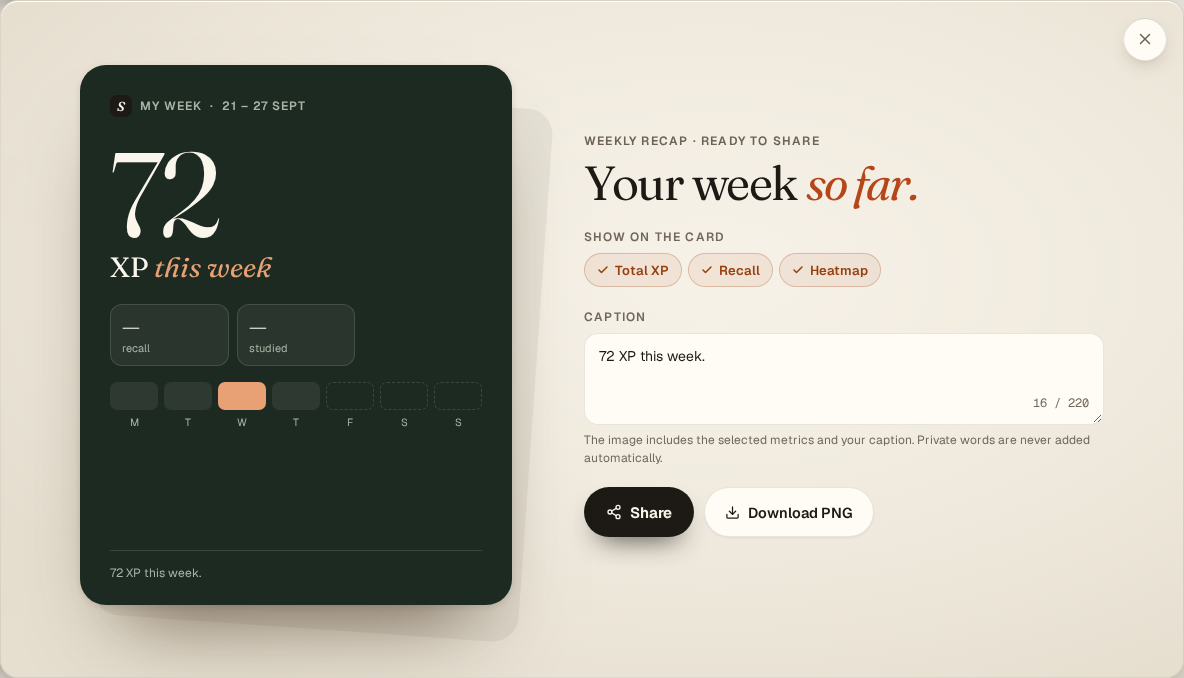 S MY WEEK · 21 – 27 SEPT
72
XP this week
—
recall
—
studied
M T W T F S S
72 XP this week.
WEEKLY RECAP · READY TO SHARE
Your week so far.
SHOW ON THE CARD
Total XP
Recall
Heatmap
CAPTION
72 XP this week.
16 / 220
The image includes the selected metrics and your caption. Private words are never added
automatically.
Share
Download PNG